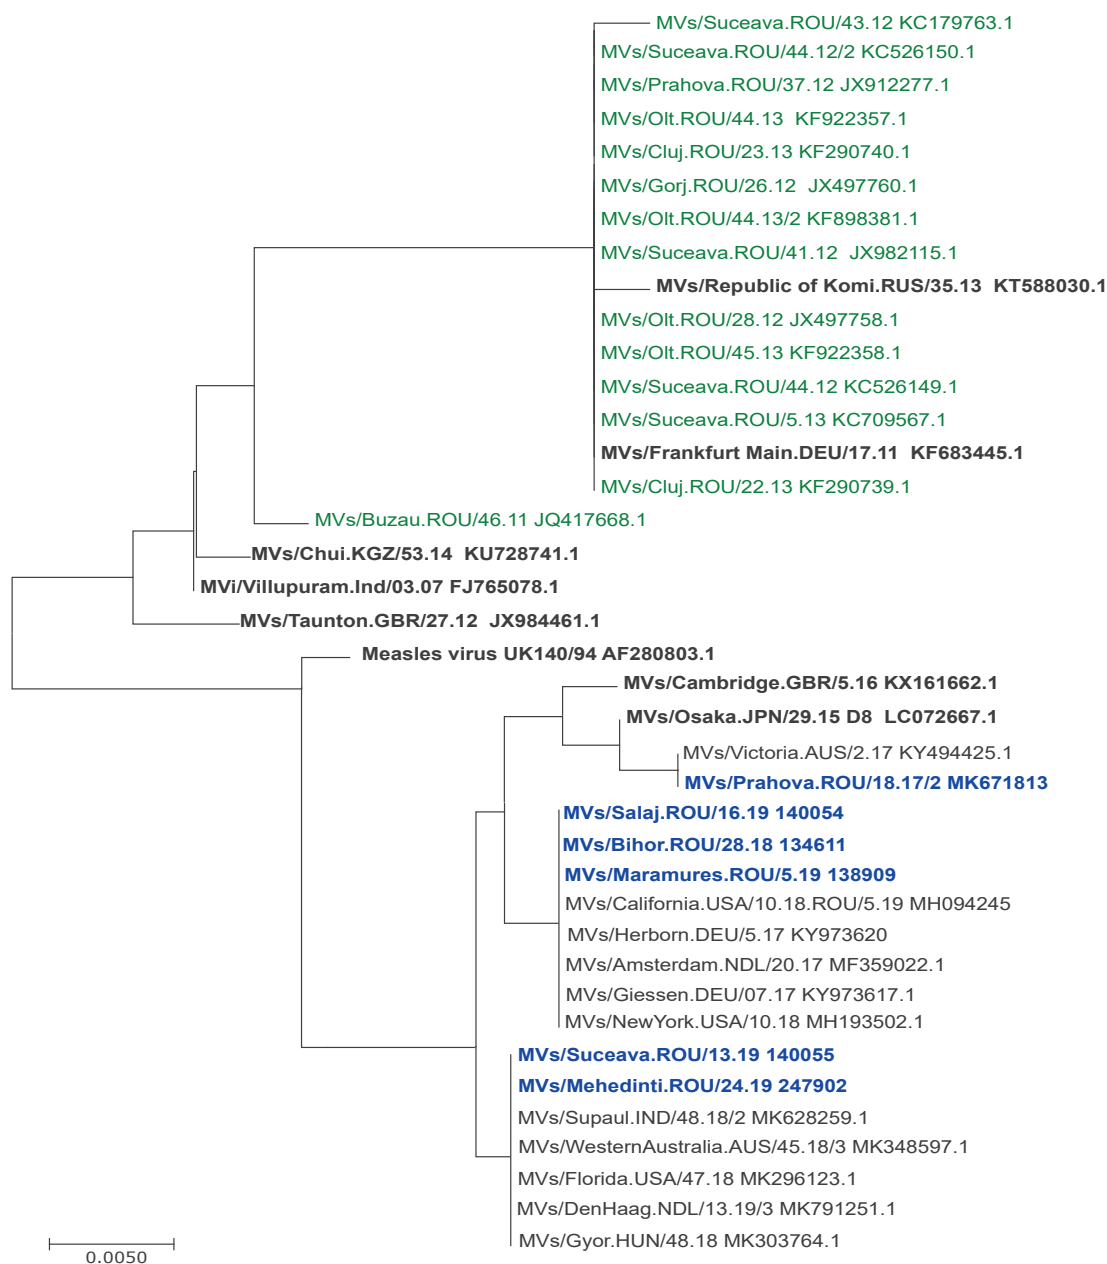 MVs/Suceava.ROU/43.12 KC179763.1
MVs/Suceava.ROU/44.12/2 KC526150.1
MVs/Prahova.ROU/37.12 JX912277.1
MVs/Olt.ROU/44.13 KF922357.1
MVs/Cluj.ROU/23.13 KF290740.1
MVs/Gorj.ROU/26.12 JX497760.1
MVs/Olt.ROU/44.13/2 KF898381.1
MVs/Suceava.ROU/41.12 JX982115.1
MVs/Republic of Komi.RUS/35.13 KT588030.1
MVs/Olt.ROU/28.12 JX497758.1
MVs/Olt.ROU/45.13 KF922358.1
MVs/Suceava.ROU/44.12 KC526149.1
MVs/Suceava.ROU/5.13 KC709567.1
MVs/Frankfurt Main.DEU/17.11 KF683445.1
MVs/Cluj.ROU/22.13 KF290739.1
MVs/Buzau.ROU/46.11 JQ417668.1
MVs/Chui.KGZ/53.14 KU728741.1
MVi/Villupuram.Ind/03.07 FJ765078.1
MVs/Taunton.GBR/27.12 JX984461.1
Measles virus UK140/94 AF280803.1
MVs/Cambridge.GBR/5.16 KX161662.1
MVs/Osaka.JPN/29.15 D8 LC072667.1
MVs/Victoria.AUS/2.17 KY494425.1
MVs/Prahova.ROU/18.17/2 MK671813
MVs/Salaj.ROU/16.19 140054
MVs/Bihor.ROU/28.18 134611
MVs/Maramures.ROU/5.19 138909
MVs/California.USA/10.18.ROU/5.19 MH094245
MVs/Herborn.DEU/5.17 KY973620
MVs/Amsterdam.NDL/20.17 MF359022.1
MVs/Giessen.DEU/07.17 KY973617.1
MVs/NewYork.USA/10.18 MH193502.1
MVs/Suceava.ROU/13.19 140055
MVs/Mehedinti.ROU/24.19 247902
MVs/Supaul.IND/48.18/2 MK628259.1
MVs/WesternAustralia.AUS/45.18/3 MK348597.1
MVs/Florida.USA/47.18 MK296123.1
MVs/DenHaag.NDL/13.19/3 MK791251.1
MVs/Gyor.HUN/48.18 MK303764.1
0.0050